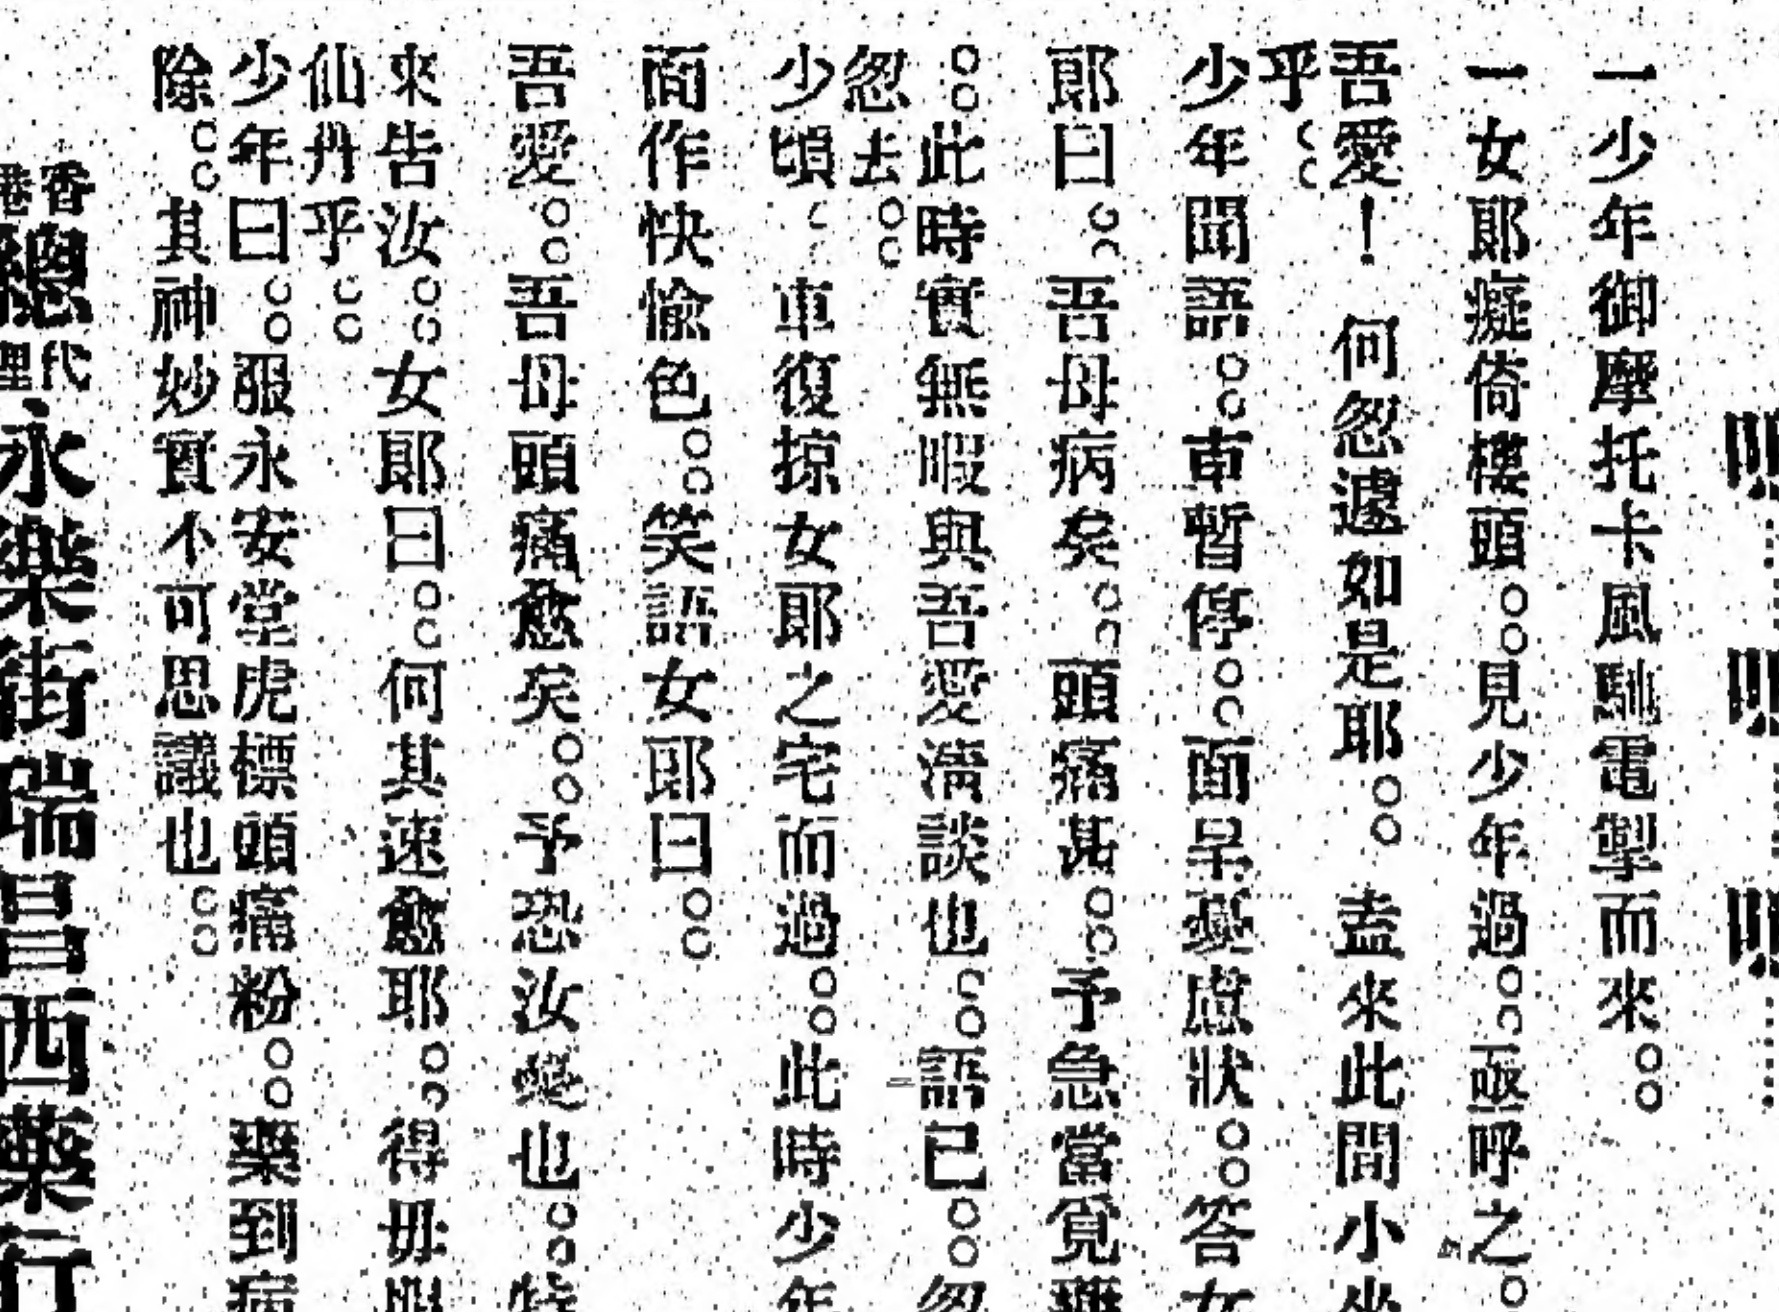 一少年御摩托卡風馳電掣而來。。
一女郎癡倚樓頭。。見少年過。。亟呼之。
吾愛！何怱遽如是耶。。盍來此間小坐
乎。。
少年聞語。。車暫停。。面呈憂慮狀。。答女
郎曰。。吾母病矣。。頭痛甚。。予急當覓
。。此時實無暇與吾愛清談也。。語已。。怱
怱去。。
少頃。。車復掠女郎之宅而過。。此時少年
面作快愉色。。笑語女郎曰。。
吾愛。。吾母頭痛愈矣。。予恐汝也。。特
來告汝。。女郎曰。。何其速愈耶。。得毋
仙丹乎。。
少年曰。。服永安堂虎標頭痛粉。。藥到病
除。。其神妙實不可思議也。。
香港總代理永樂街瑞昌西藥行